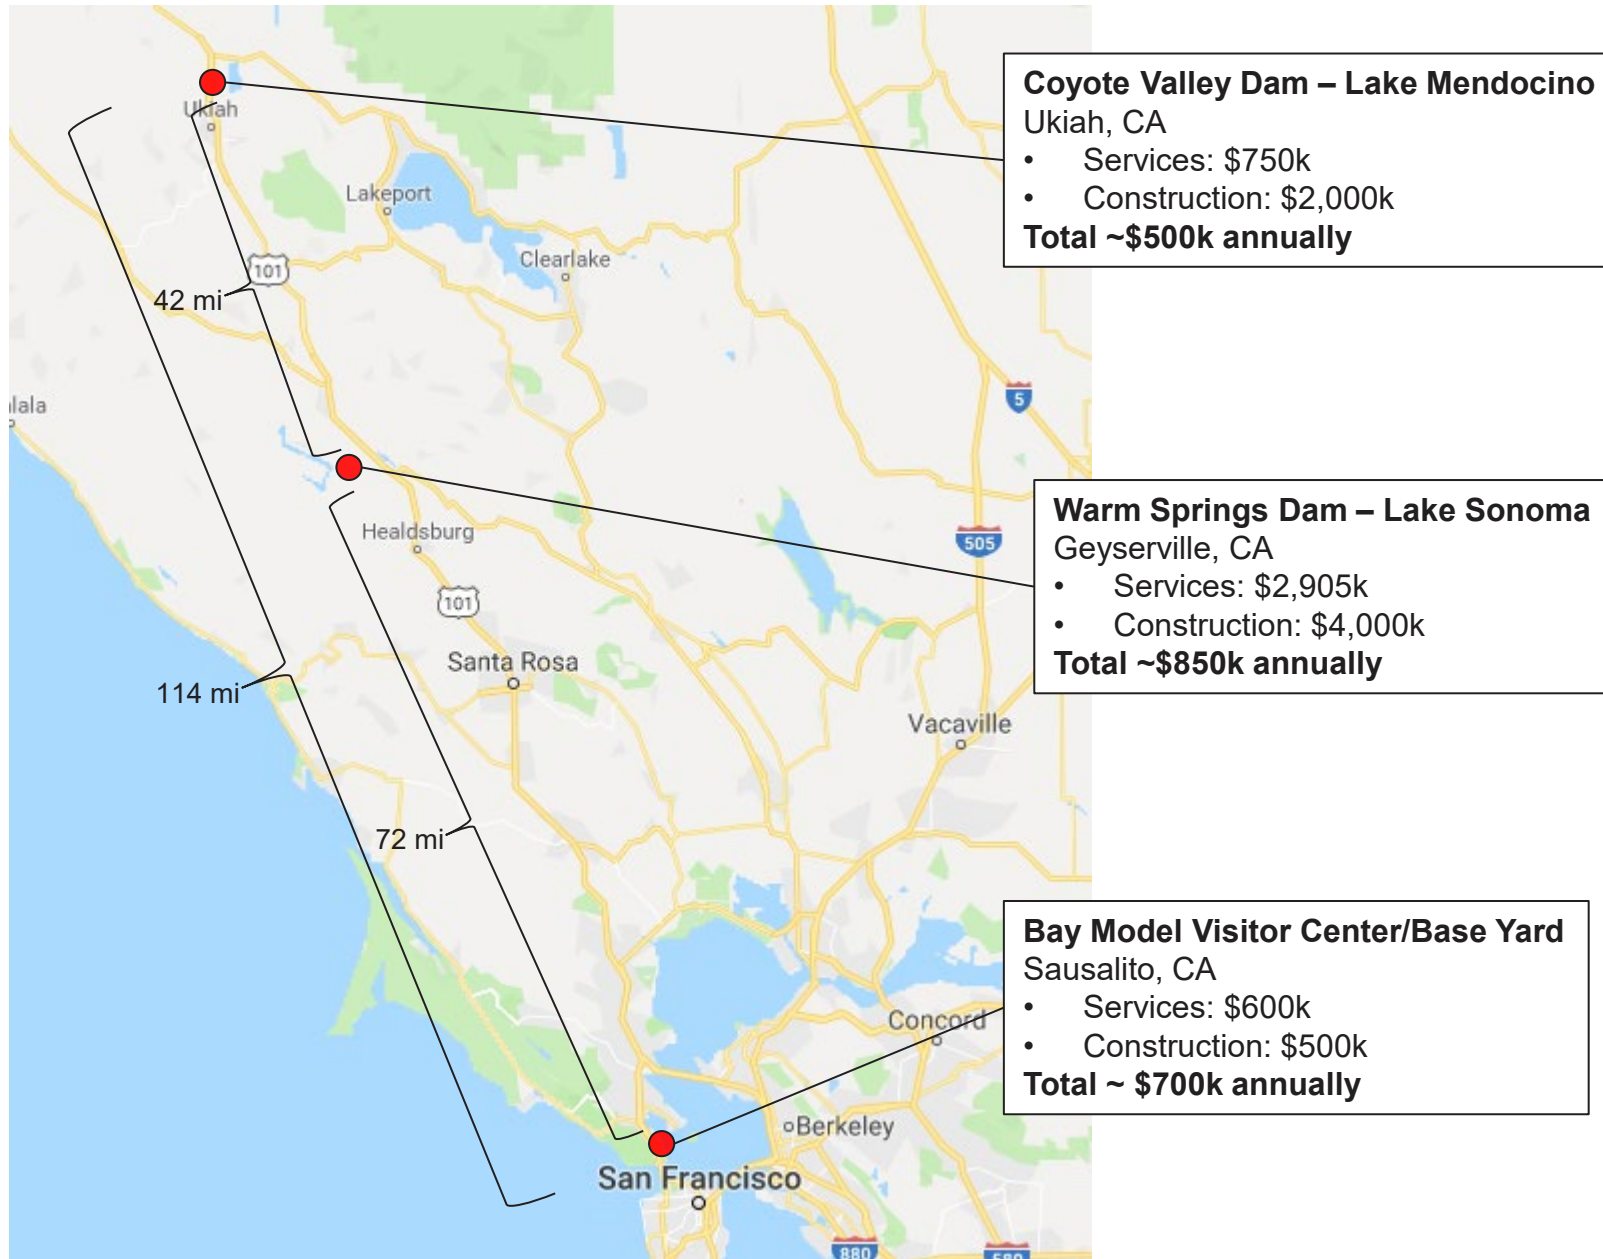 Coyote Valley Dam – Lake Mendocino
Ukiah, CA
• Services: $750k
• Construction: $2,000k
Total ~$500k annually
Ukiah
Lakeport
Clearlake
101
42 mi
5
lala
Warm Springs Dam – Lake Sonoma
Geyserville, CA
• Services: $2,905k
• Construction: $4,000k
Total ~$850k annually
Healdsburg
505
101
Santa Rosa
114 mi
Vacaville
72 mi
Bay Model Visitor Center/Base Yard
Sausalito, CA
• Services: $600k
• Construction: $500k
Total ~ $700k annually
Concord
Berkeley
San Francisco
880
580